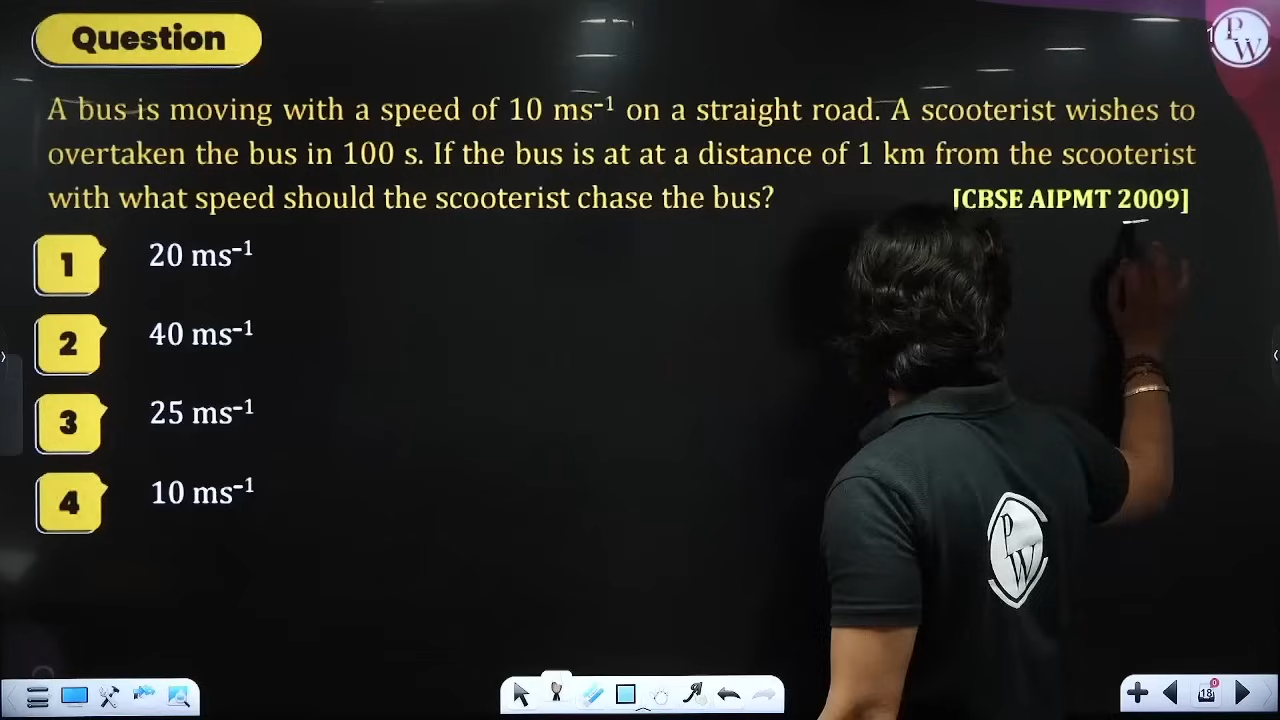 Question
A bus is moving with a speed of 10 ms⁻¹ on a straight road. A scooterist wishes to
overtaken the bus in 100 s. If the bus is at at a distance of 1 km from the scooterist
with what speed should the scooterist chase the bus?
[CBSE AIPMT 2009]
1 20 ms⁻¹
2 40 ms⁻¹
3 25 ms⁻¹
4 10 ms⁻¹
P
W
P
W
18
0